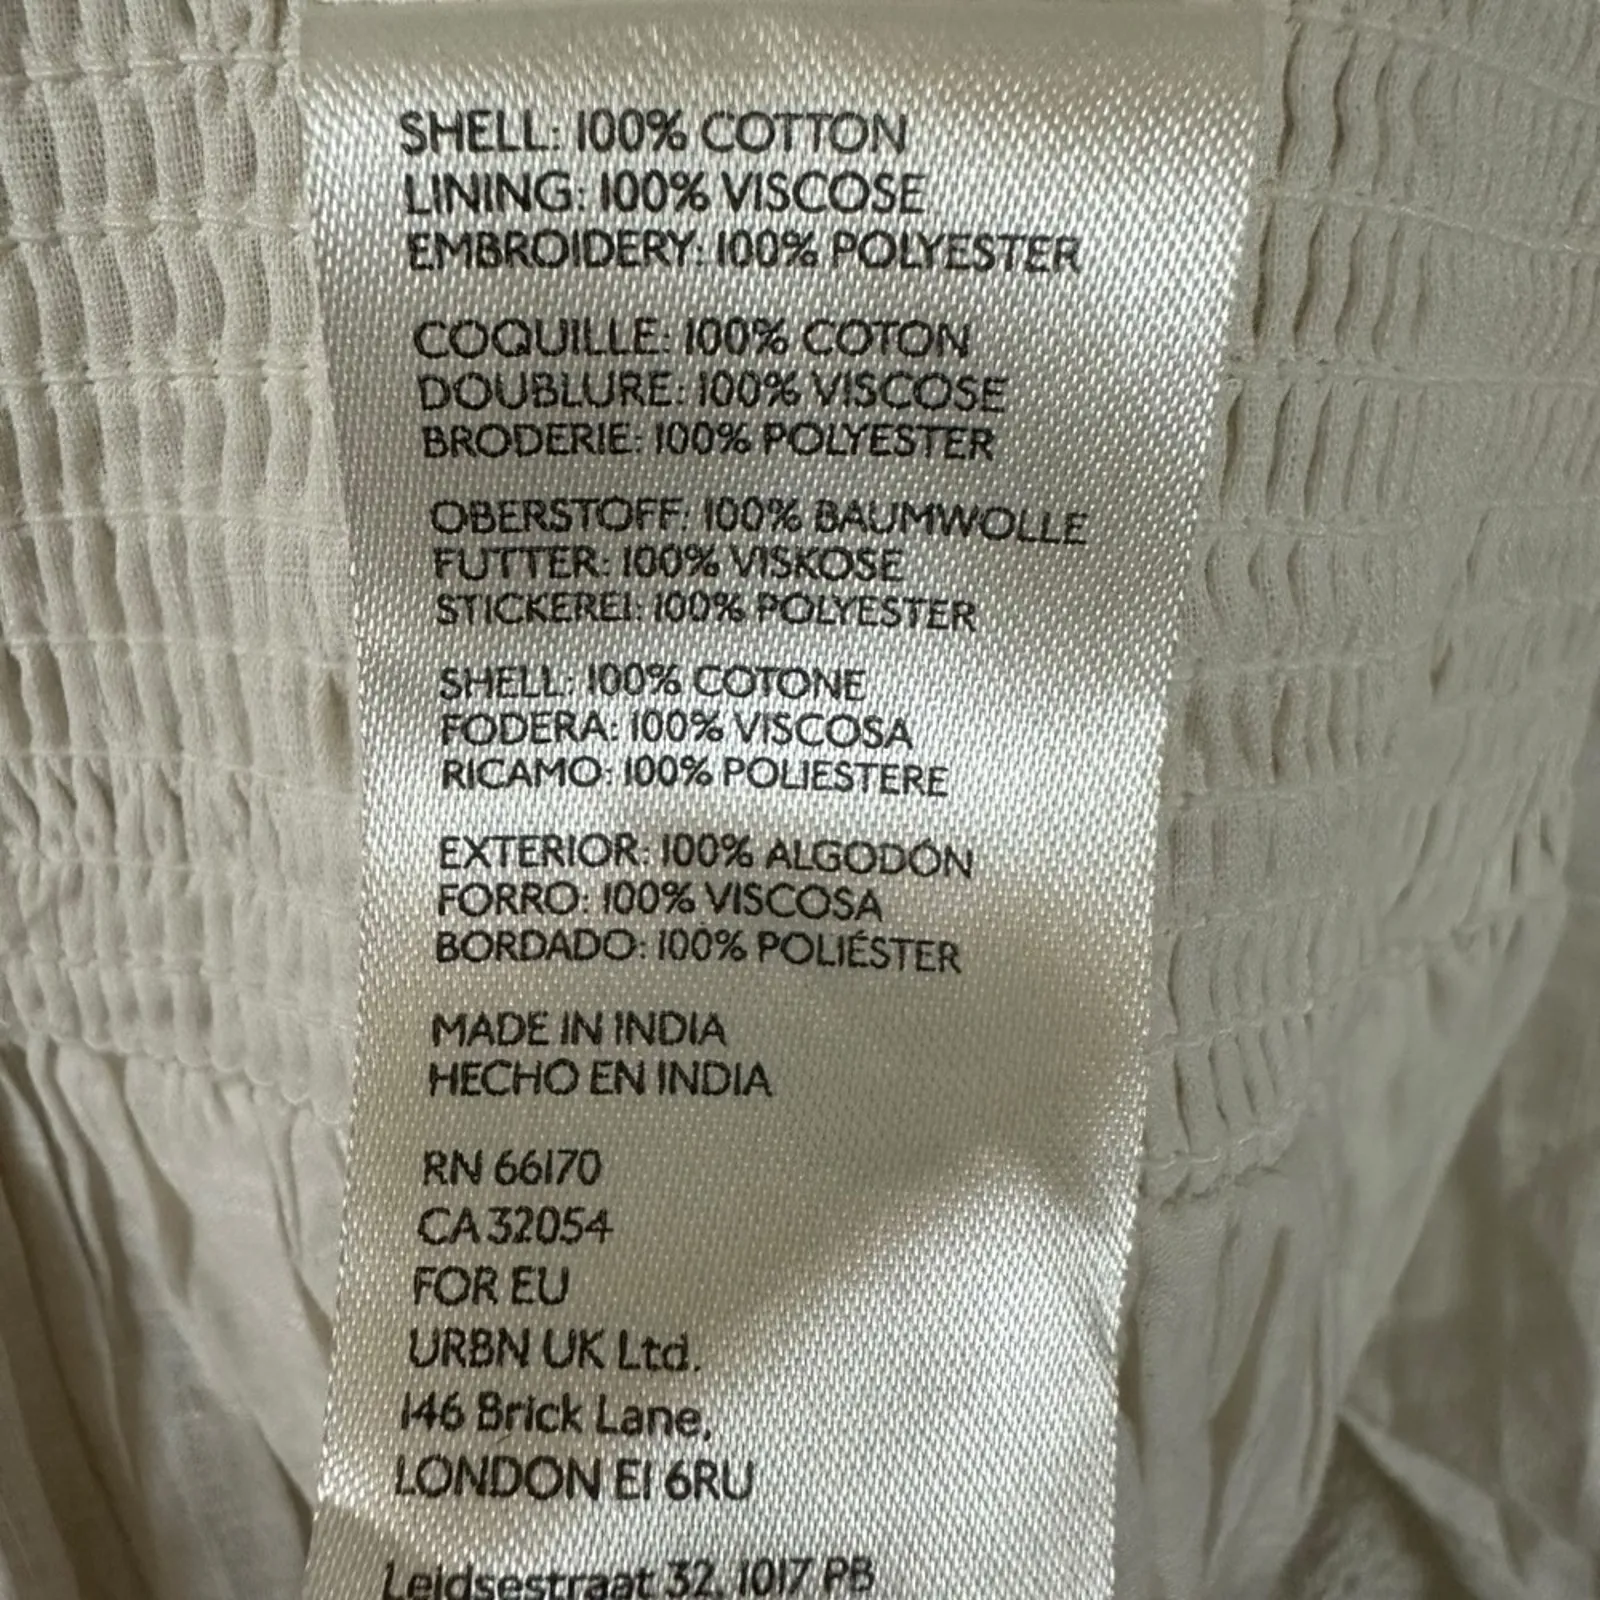 SHELL: 100% COTTON
LINING: 100% VISCOSE
EMBROIDERY: 100% POLYESTER
COQUILLE: 100% COTON
DOUBLURE: 100% VISCOSE
BRODERIE: 100% POLYESTER
OBERSTOFF: 100% BAUMWOLLE
FUTTER: 100% VISKOSE
STICKEREI: 100% POLYESTER
SHELL: 100% COTONE
FODERA: 100% VISCOSA
RICAMO: 100% POLIESTERE
EXTERIOR: 100% ALGODÓN
FORRO: 100% VISCOSA
BORDADO: 100% POLIÉSTER
MADE IN INDIA
HECHO EN INDIA
RN 66170
CA 32054
FOR EU
URBN UK Ltd.
146 Brick Lane,
LONDON E1 6RU
Leidsestraat 32, 1017 PB